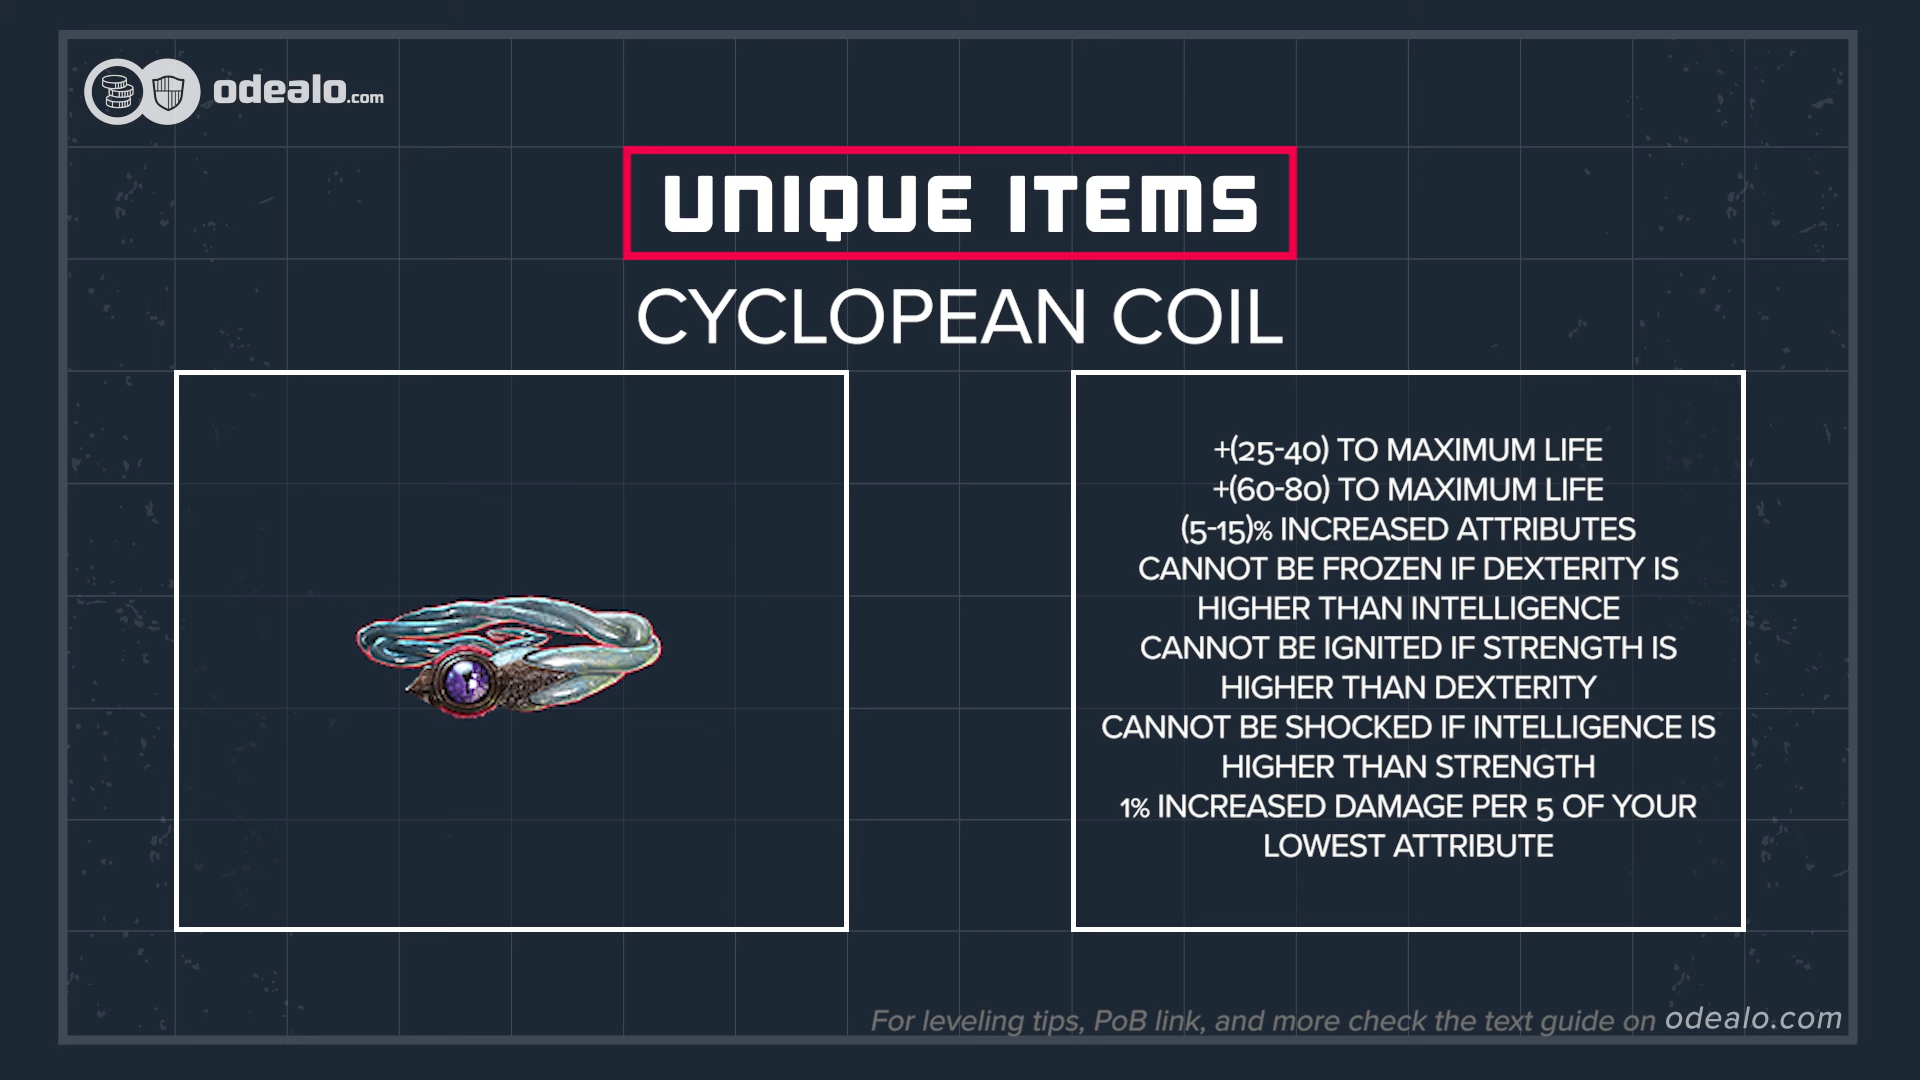 odealo.com
UNIQUE ITEMS
CYCLOPEAN COIL
+(25-40) TO MAXIMUM LIFE
+(60-80) TO MAXIMUM LIFE
(5-15)% INCREASED ATTRIBUTES
CANNOT BE FROZEN IF DEXTERITY IS
HIGHER THAN INTELLIGENCE
CANNOT BE IGNITED IF STRENGTH IS
HIGHER THAN DEXTERITY
CANNOT BE SHOCKED IF INTELLIGENCE IS
HIGHER THAN STRENGTH
1% INCREASED DAMAGE PER 5 OF YOUR
LOWEST ATTRIBUTE
For leveling tips, PoB link, and more check the text guide on odealo.com